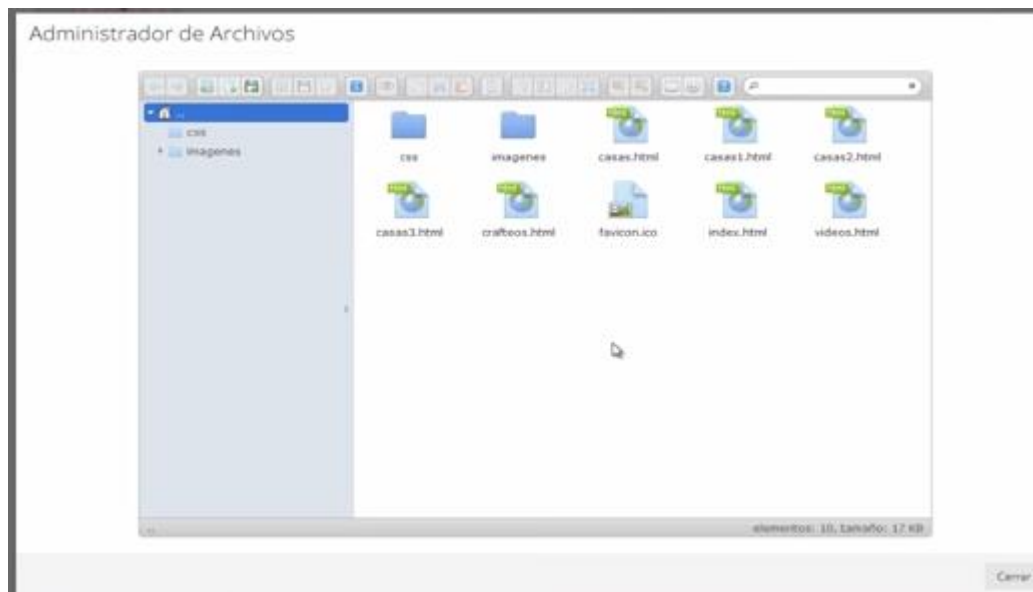 Administrador de Archivos
..
css
imagenes
css imagenes casas.html casas1.html casas2.html
casas3.html crafteos.html favicon.ico index.html videos.html
.. elementos: 10, tamaño: 17 KB
Cerrar